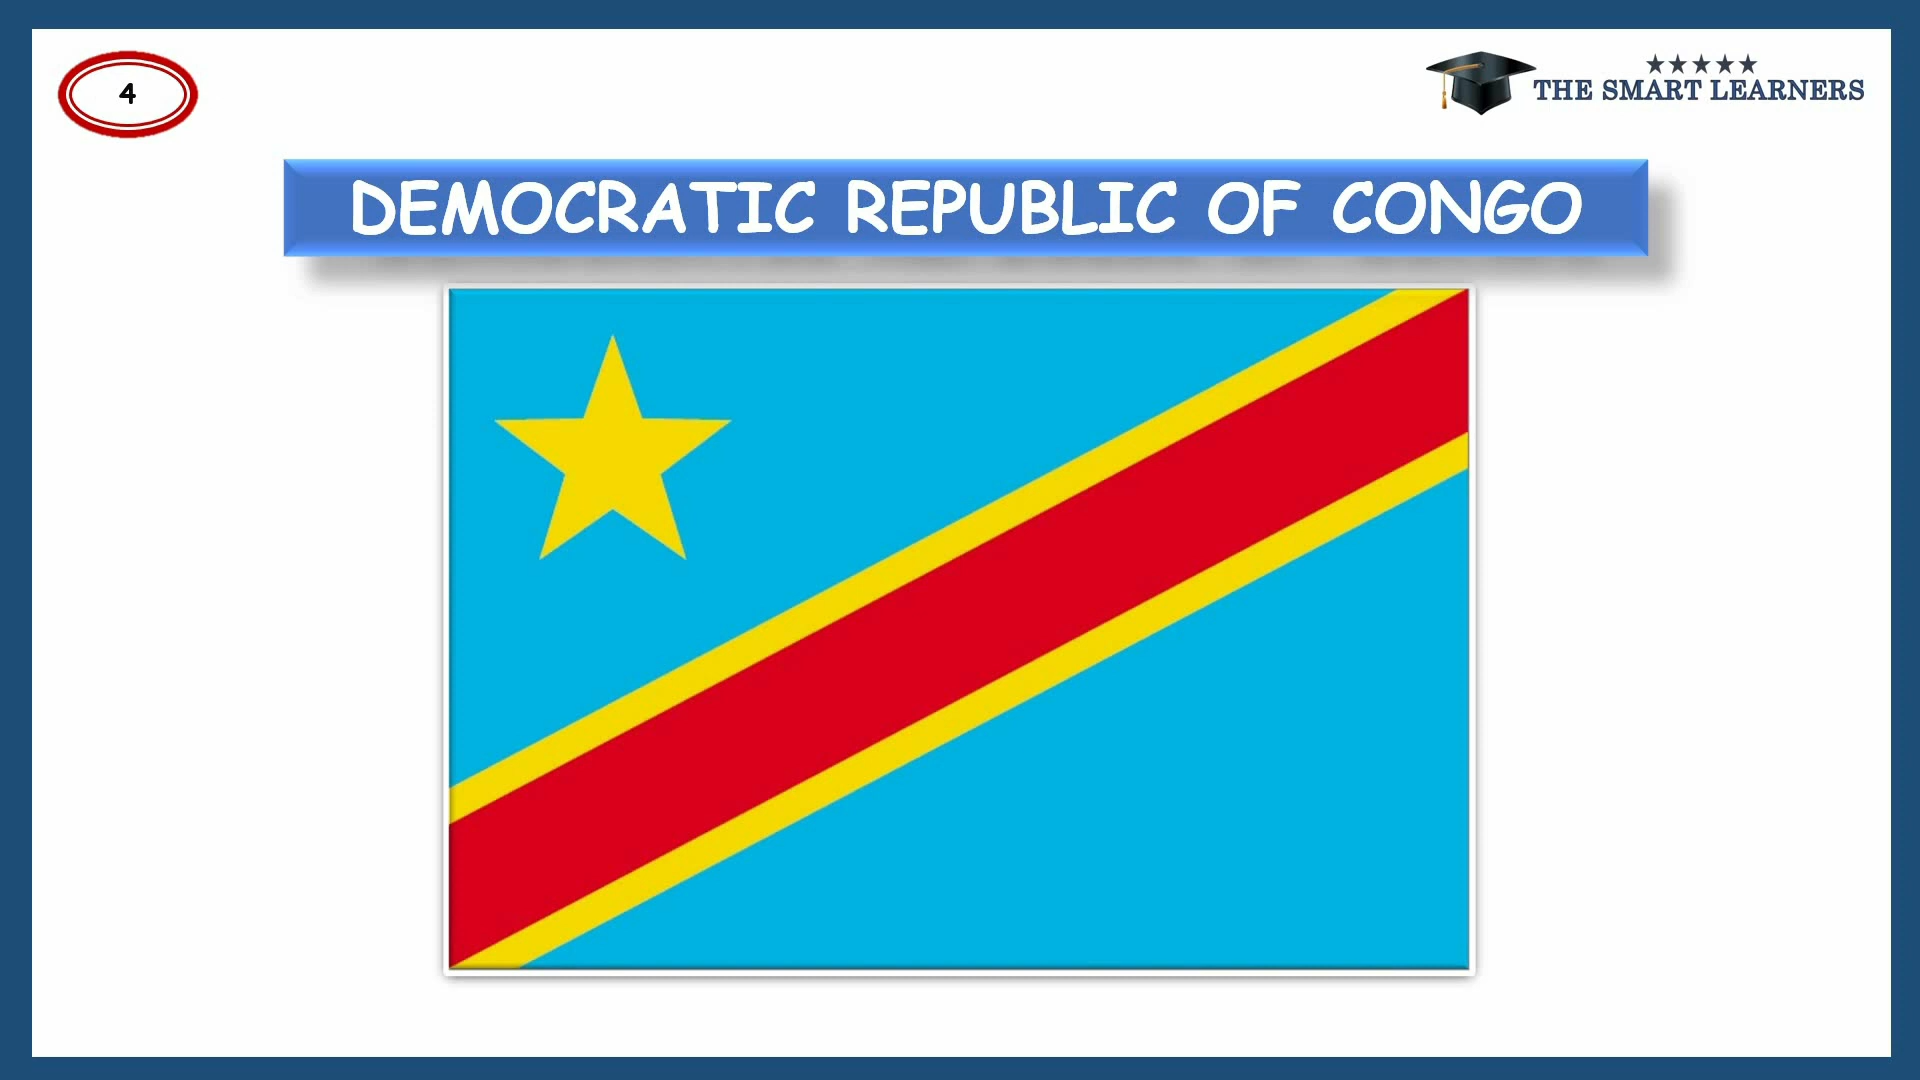 4
★★★★★
THE SMART LEARNERS
DEMOCRATIC REPUBLIC OF CONGO